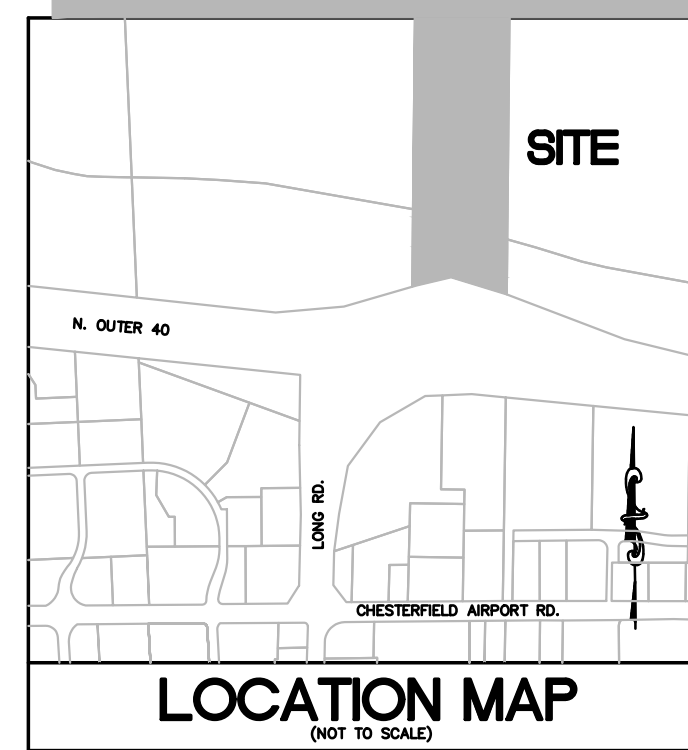 SITE
N. OUTER 40
LONG RD.
CHESTERFIELD AIRPORT RD.
LOCATION MAP
(NOT TO SCALE)